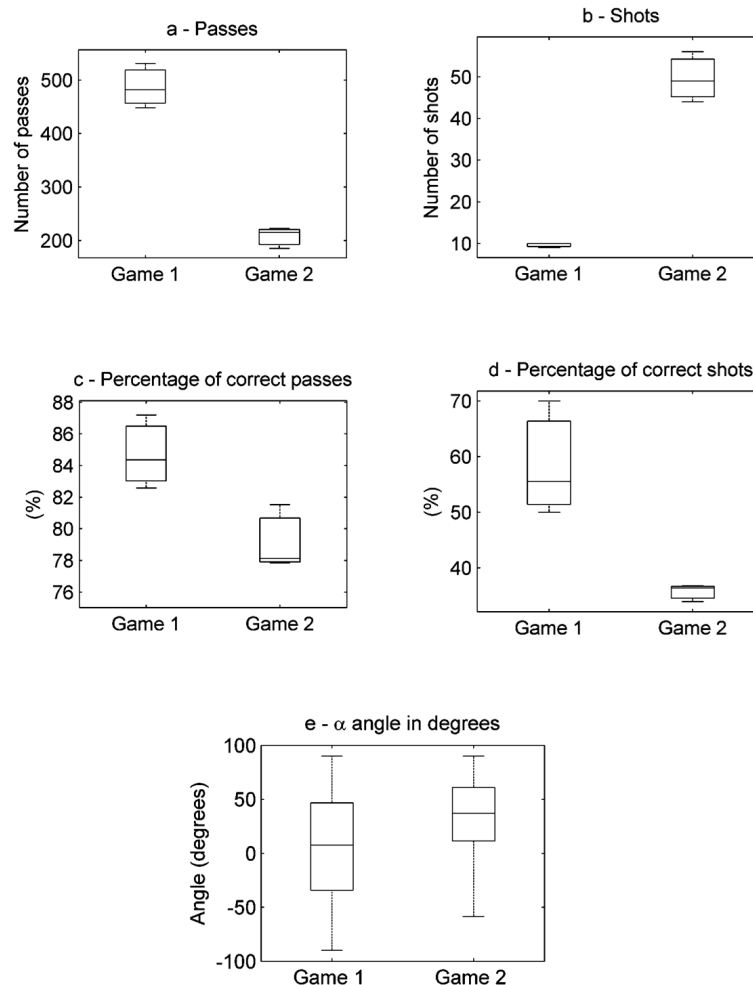 a - Passes
Number of passes
500
400
300
200
Game 1 Game 2
b - Shots
Number of shots
50
40
30
20
10
Game 1 Game 2
c - Percentage of correct passes
(%)
88
86
84
82
80
78
76
Game 1 Game 2
d - Percentage of correct shots
(%)
70
60
50
40
Game 1 Game 2
e - α angle in degrees
Angle (degrees)
100
50
0
-50
-100
Game 1 Game 2